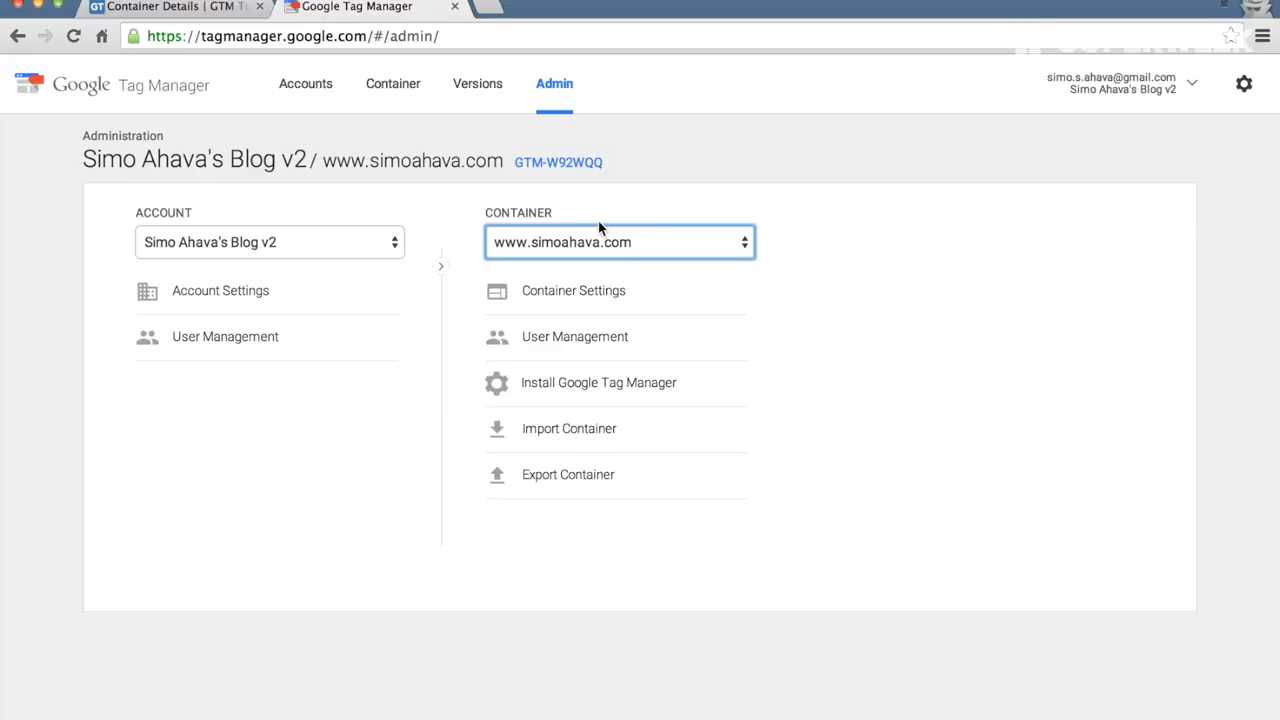 Container Details | GTM T
Google Tag Manager
https://tagmanager.google.com/#/admin/
Google Tag Manager
Accounts
Container
Versions
Admin
simo.s.ahava@gmail.com
Simo Ahava's Blog v2
Administration
Simo Ahava's Blog v2 / www.simoahava.com GTM-W92WQQ
ACCOUNT
Simo Ahava's Blog v2
Account Settings
User Management
CONTAINER
www.simoahava.com
Container Settings
User Management
Install Google Tag Manager
Import Container
Export Container